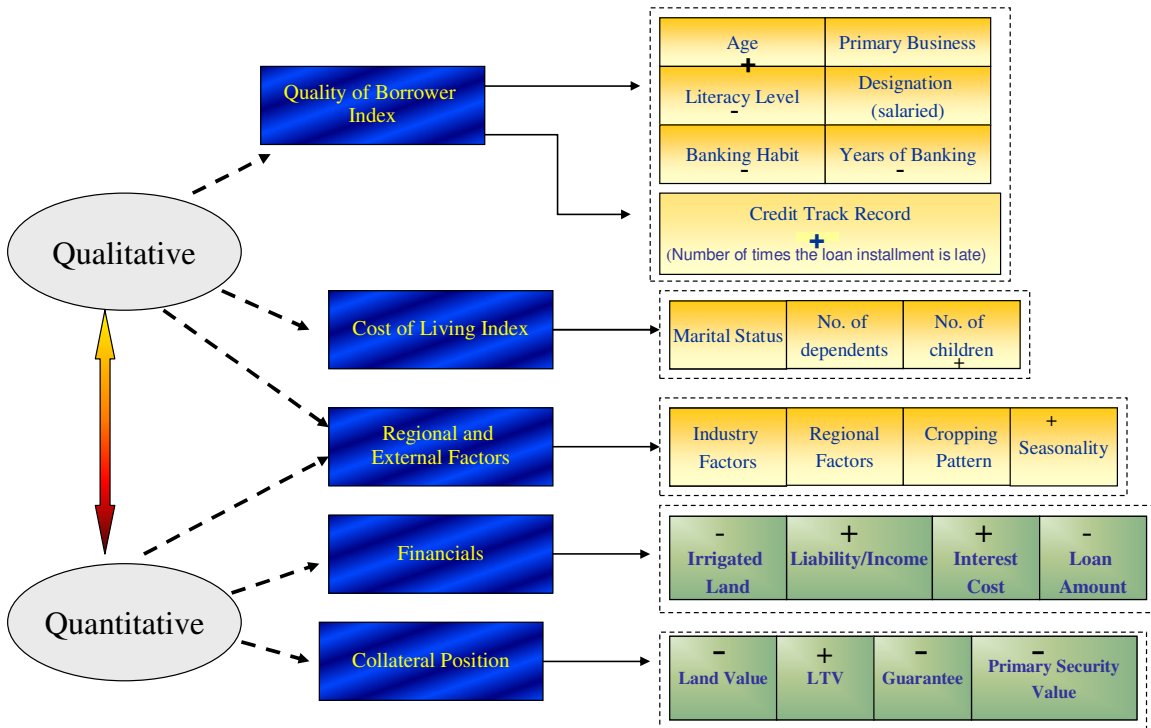 Qualitative
Quantitative
Quality of Borrower
Index
Age
+
Primary Business
Literacy Level
-
Designation
(salaried)
Banking Habit
-
Years of Banking
-
Credit Track Record
+
(Number of times the loan installment is late)
Cost of Living Index
Marital Status
No. of
dependents
No. of
children
+
Regional and
External Factors
Industry
Factors
Regional
Factors
Cropping
Pattern
+
Seasonality
Financials
-
Irrigated
Land
+
Liability/Income
+
Interest
Cost
-
Loan
Amount
Collateral Position
-
Land Value
+
LTV
-
Guarantee
-
Primary Security
Value